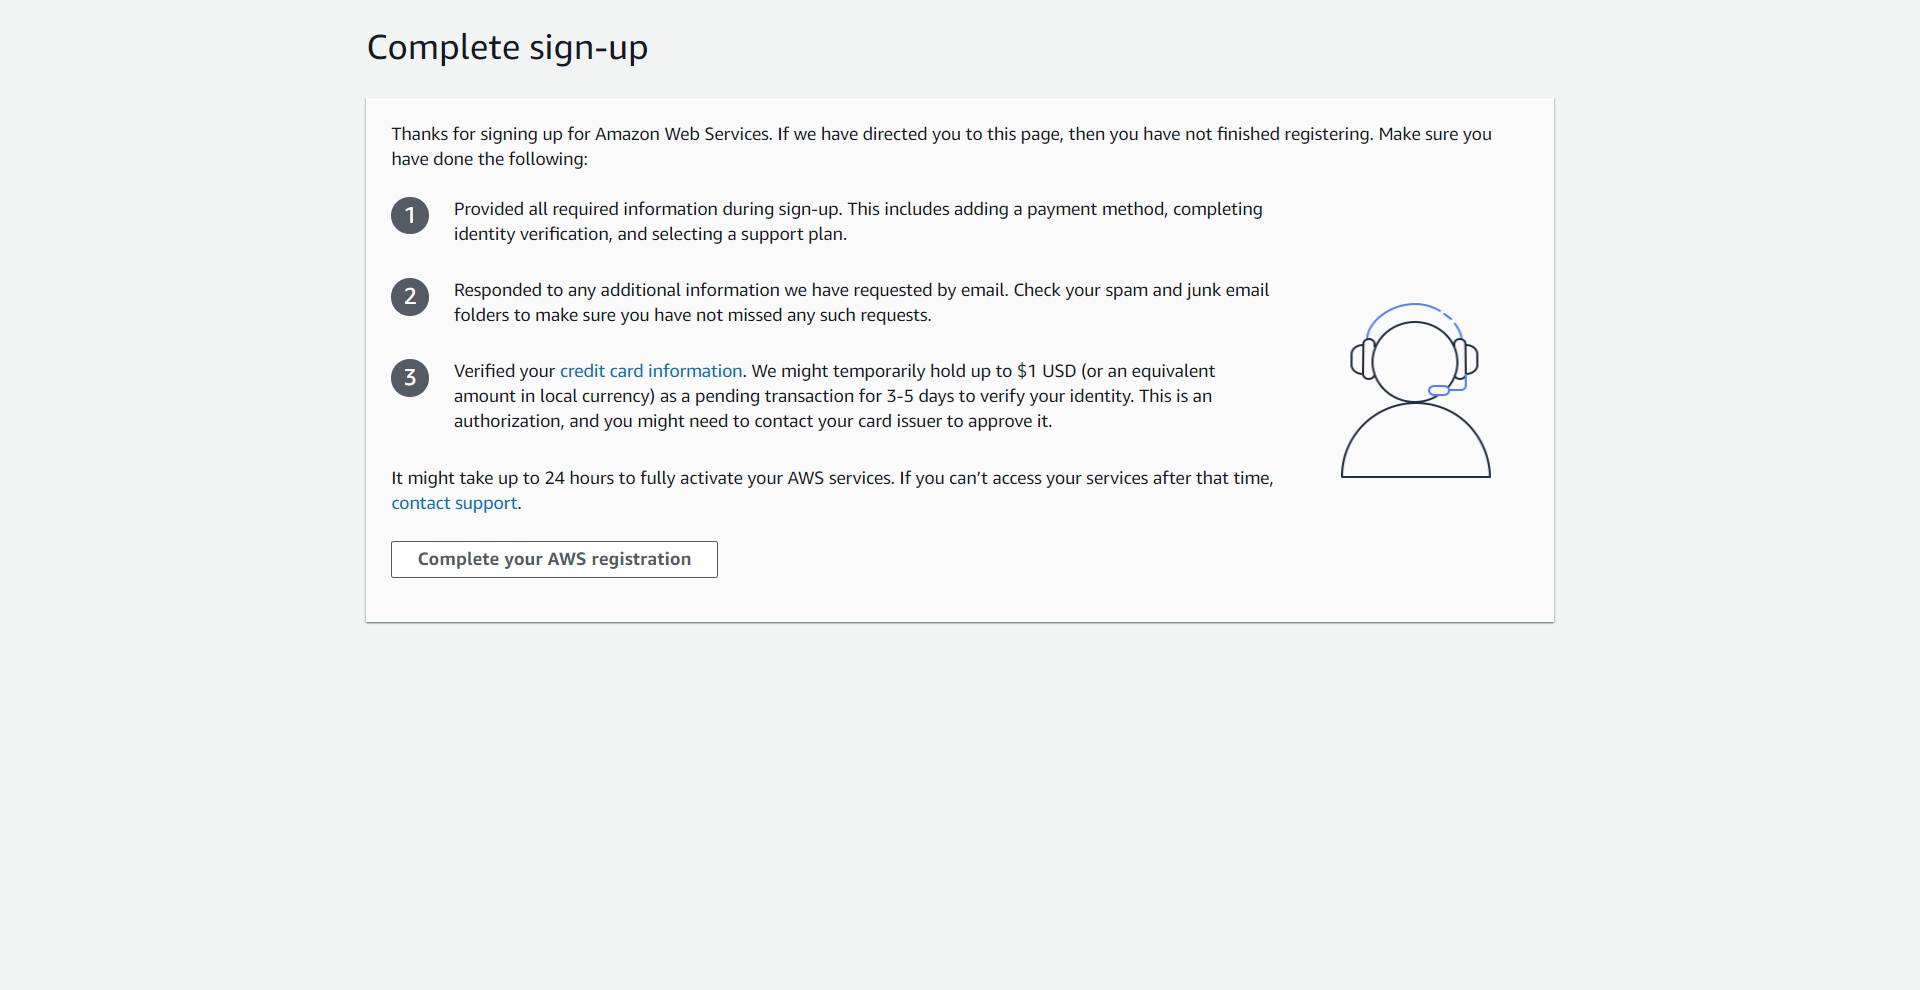 Complete sign-up
Thanks for signing up for Amazon Web Services. If we have directed you to this page, then you have not finished registering. Make sure you
have done the following:
1
Provided all required information during sign-up. This includes adding a payment method, completing
identity verification, and selecting a support plan.
2
Responded to any additional information we have requested by email. Check your spam and junk email
folders to make sure you have not missed any such requests.
3
Verified your credit card information. We might temporarily hold up to $1 USD (or an equivalent
amount in local currency) as a pending transaction for 3-5 days to verify your identity. This is an
authorization, and you might need to contact your card issuer to approve it.
It might take up to 24 hours to fully activate your AWS services. If you can’t access your services after that time,
contact support.
Complete your AWS registration